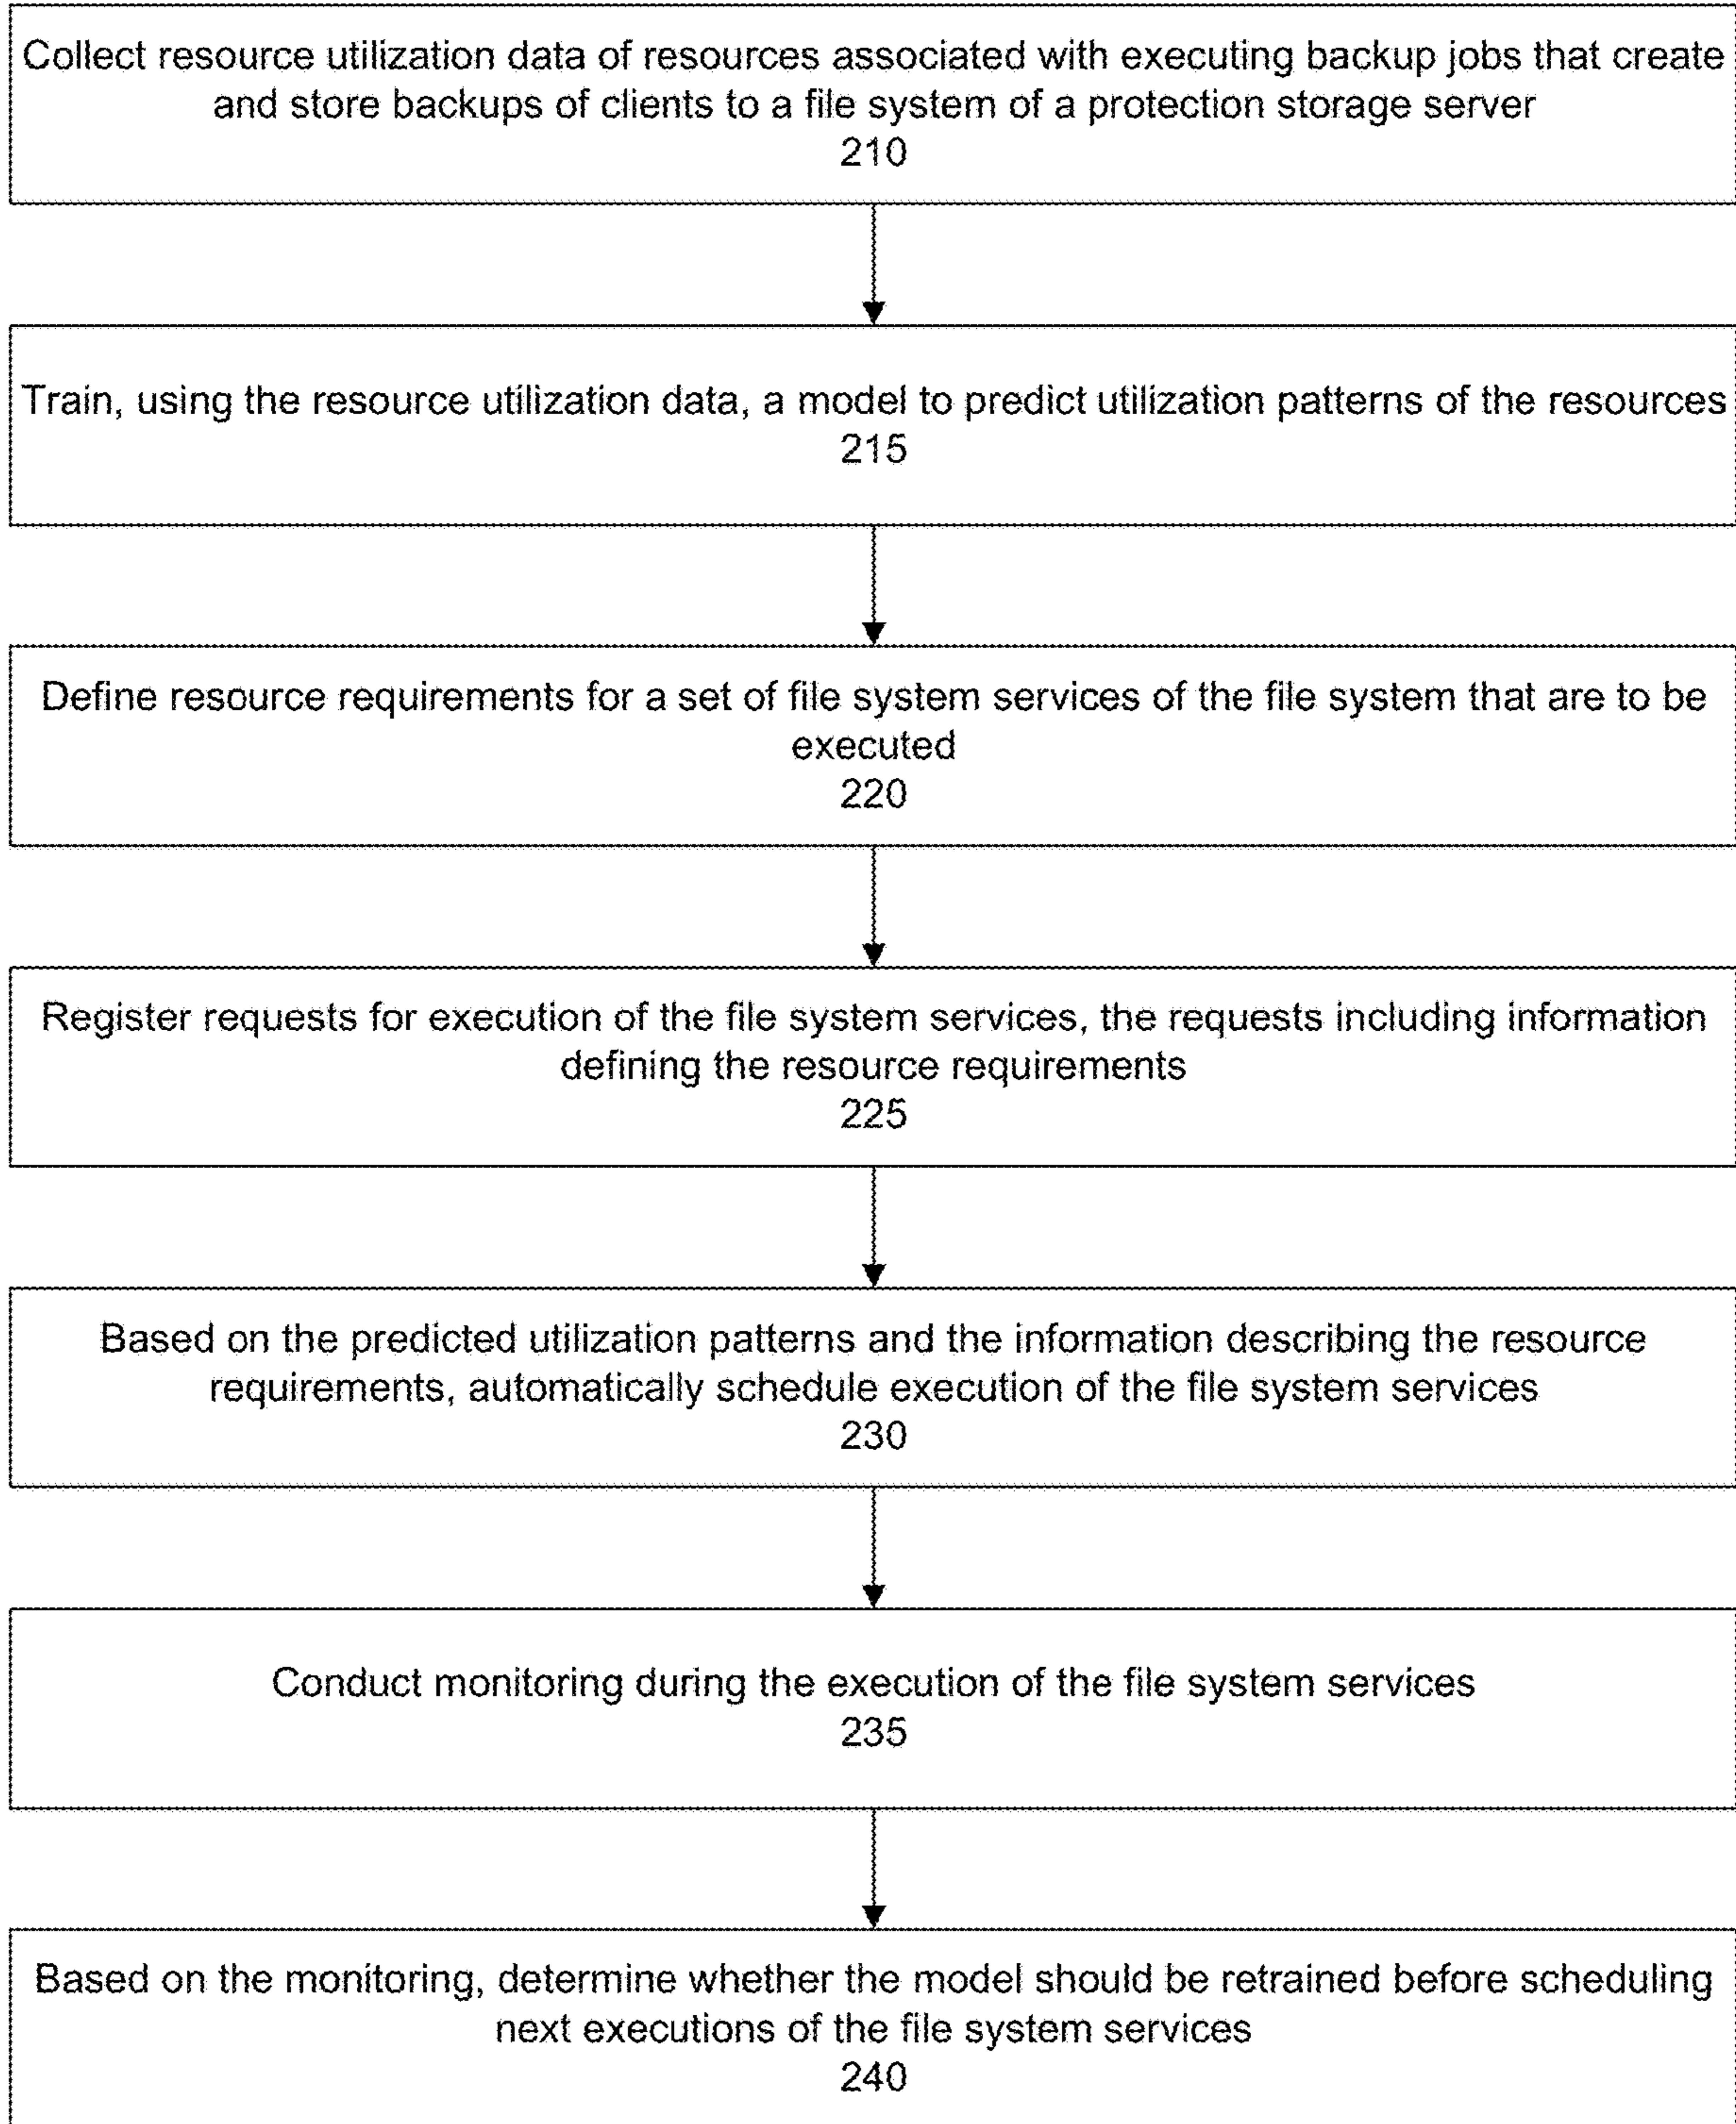 Collect resource utilization data of resources associated with executing backup jobs that create
and store backups of clients to a file system of a protection storage server
210
Train, using the resource utilization data, a model to predict utilization patterns of the resources
215
Define resource requirements for a set of file system services of the file system that are to be
executed
220
Register requests for execution of the file system services, the requests including information
defining the resource requirements
225
Based on the predicted utilization patterns and the information describing the resource
requirements, automatically schedule execution of the file system services
230
Conduct monitoring during the execution of the file system services
235
Based on the monitoring, determine whether the model should be retrained before scheduling
next executions of the file system services
240